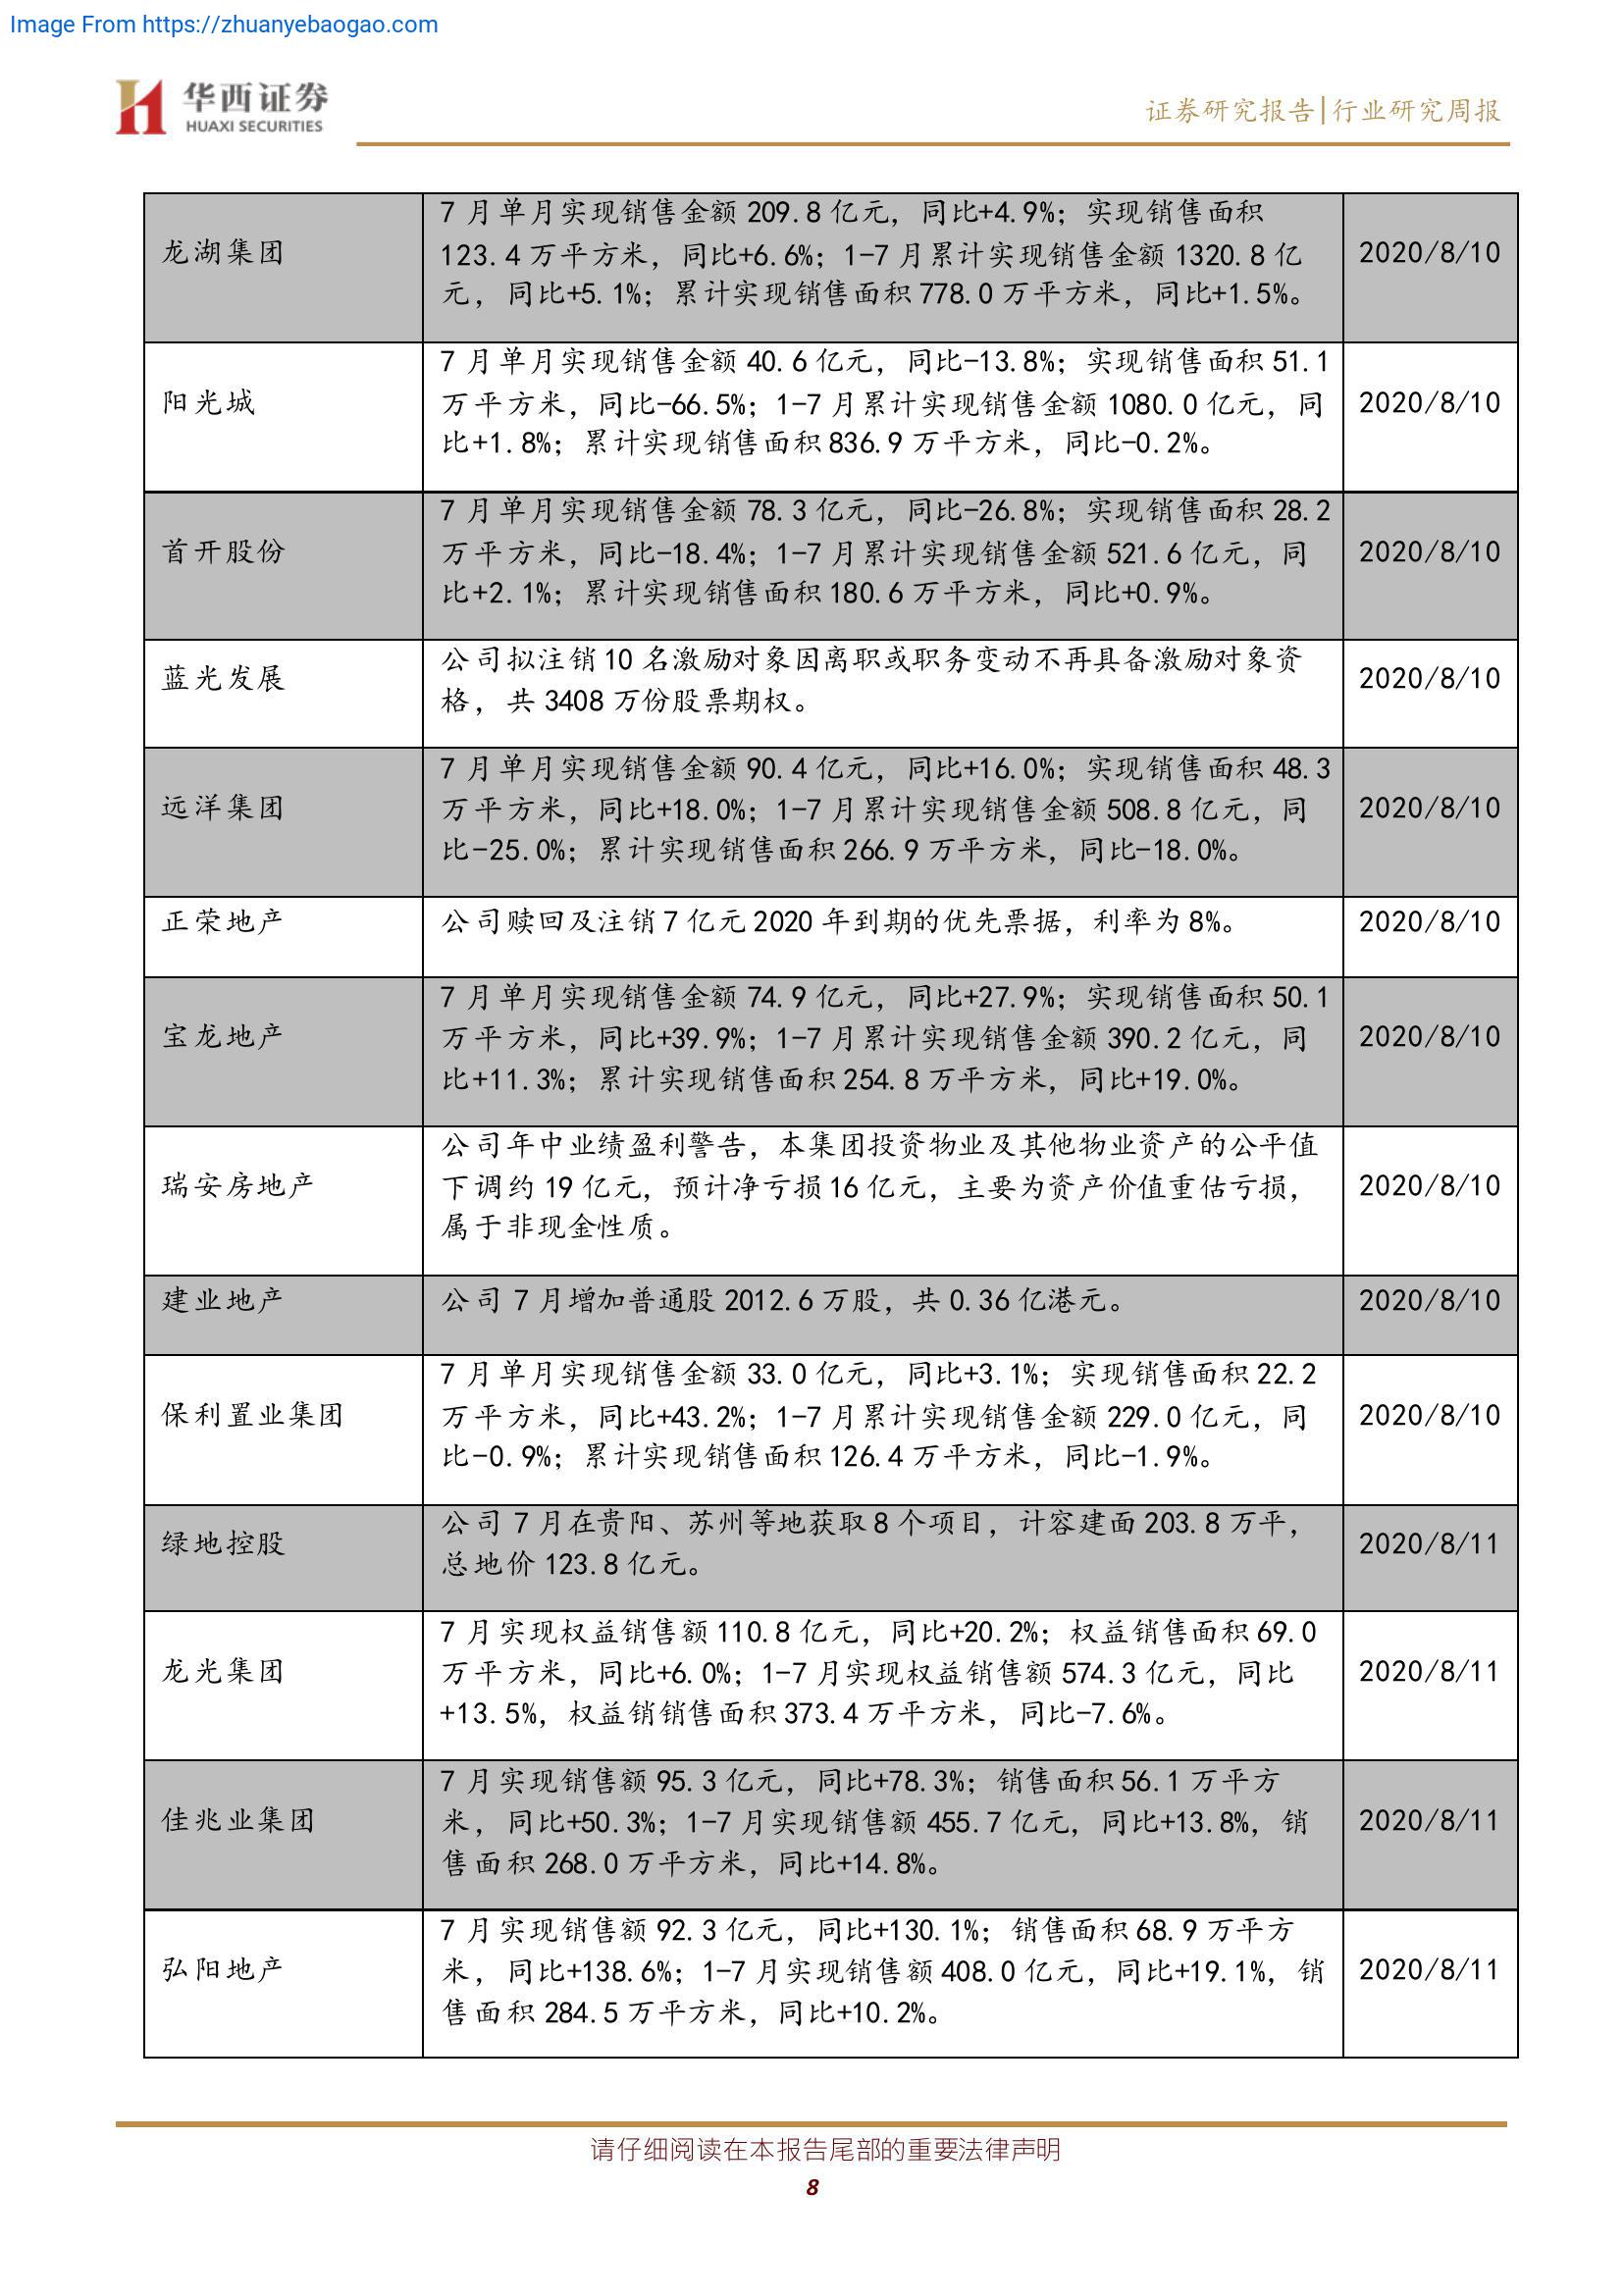 Image From https://zhuanyebaogao.com
华西证券
HUAXI SECURITIES
证券研究报告|行业研究周报
龙湖集团
7 月单月实现销售金额 209.8 亿元, 同比+4.9%; 实现销售面积
123.4 万平方米, 同比+6.6%; 1-7 月累计实现销售金额 1320.8 亿
元, 同比+5.1%; 累计实现销售面积 778.0 万平方米, 同比+1.5%。
2020/8/10
阳光城
7 月单月实现销售金额 40.6 亿元, 同比-13.8%; 实现销售面积 51.1
万平方米, 同比-66.5%; 1-7 月累计实现销售金额 1080.0 亿元, 同
比+1.8%; 累计实现销售面积 836.9 万平方米, 同比-0.2%。
2020/8/10
首开股份
7 月单月实现销售金额 78.3 亿元, 同比-26.8%; 实现销售面积 28.2
万平方米, 同比-18.4%; 1-7 月累计实现销售金额 521.6 亿元, 同
比+2.1%; 累计实现销售面积 180.6 万平方米, 同比+0.9%。
2020/8/10
蓝光发展
公司拟注销 10 名激励对象因离职或职务变动不再具备激励对象资
格, 共 3408 万份股票期权。
2020/8/10
远洋集团
7 月单月实现销售金额 90.4 亿元, 同比+16.0%; 实现销售面积 48.3
万平方米, 同比+18.0%; 1-7 月累计实现销售金额 508.8 亿元, 同
比-25.0%; 累计实现销售面积 266.9 万平方米, 同比-18.0%。
2020/8/10
正荣地产
公司赎回及注销 7 亿元 2020 年到期的优先票据, 利率为 8%。
2020/8/10
宝龙地产
7 月单月实现销售金额 74.9 亿元, 同比+27.9%; 实现销售面积 50.1
万平方米, 同比+39.9%; 1-7 月累计实现销售金额 390.2 亿元, 同
比+11.3%; 累计实现销售面积 254.8 万平方米, 同比+19.0%。
2020/8/10
瑞安房地产
公司年中业绩盈利警告, 本集团投资物业及其他物业资产的公平值
下调约 19 亿元, 预计净亏损 16 亿元, 主要为资产价值重估亏损,
属于非现金性质。
2020/8/10
建业地产
公司 7 月增加普通股 2012.6 万股, 共 0.36 亿港元。
2020/8/10
保利置业集团
7 月单月实现销售金额 33.0 亿元, 同比+3.1%; 实现销售面积 22.2
万平方米, 同比+43.2%; 1-7 月累计实现销售金额 229.0 亿元, 同
比-0.9%; 累计实现销售面积 126.4 万平方米, 同比-1.9%。
2020/8/10
绿地控股
公司 7 月在贵阳、苏州等地获取 8 个项目, 计容建面 203.8 万平,
总地价 123.8 亿元。
2020/8/11
龙光集团
7 月实现权益销售额 110.8 亿元, 同比+20.2%; 权益销售面积 69.0
万平方米, 同比+6.0%; 1-7 月实现权益销售额 574.3 亿元, 同比
+13.5%, 权益销销售面积 373.4 万平方米, 同比-7.6%。
2020/8/11
佳兆业集团
7 月实现销售额 95.3 亿元, 同比+78.3%; 销售面积 56.1 万平方
米, 同比+50.3%; 1-7 月实现销售额 455.7 亿元, 同比+13.8%, 销
售面积 268.0 万平方米, 同比+14.8%。
2020/8/11
弘阳地产
7 月实现销售额 92.3 亿元, 同比+130.1%; 销售面积 68.9 万平方
米, 同比+138.6%; 1-7 月实现销售额 408.0 亿元, 同比+19.1%, 销
售面积 284.5 万平方米, 同比+10.2%。
2020/8/11
请仔细阅读在本报告尾部的重要法律声明
8